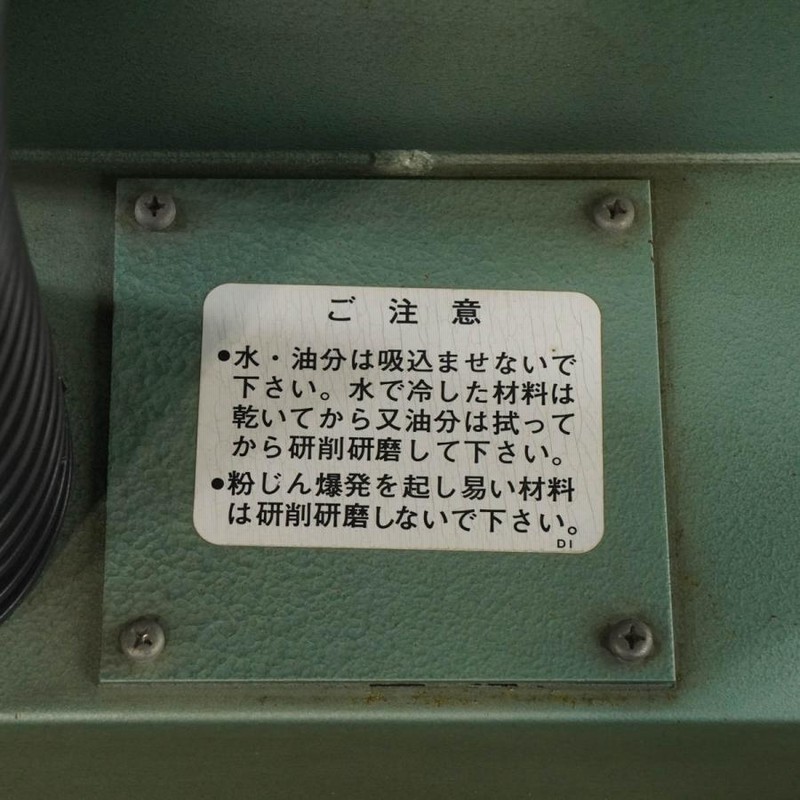 ご注意
●水・油分は吸込ませないで
下さい。水で冷した材料は
乾いてから又油分は拭って
から研削研磨して下さい。
●粉じん爆発を起し易い材料
は研削研磨しないで下さい。
DI